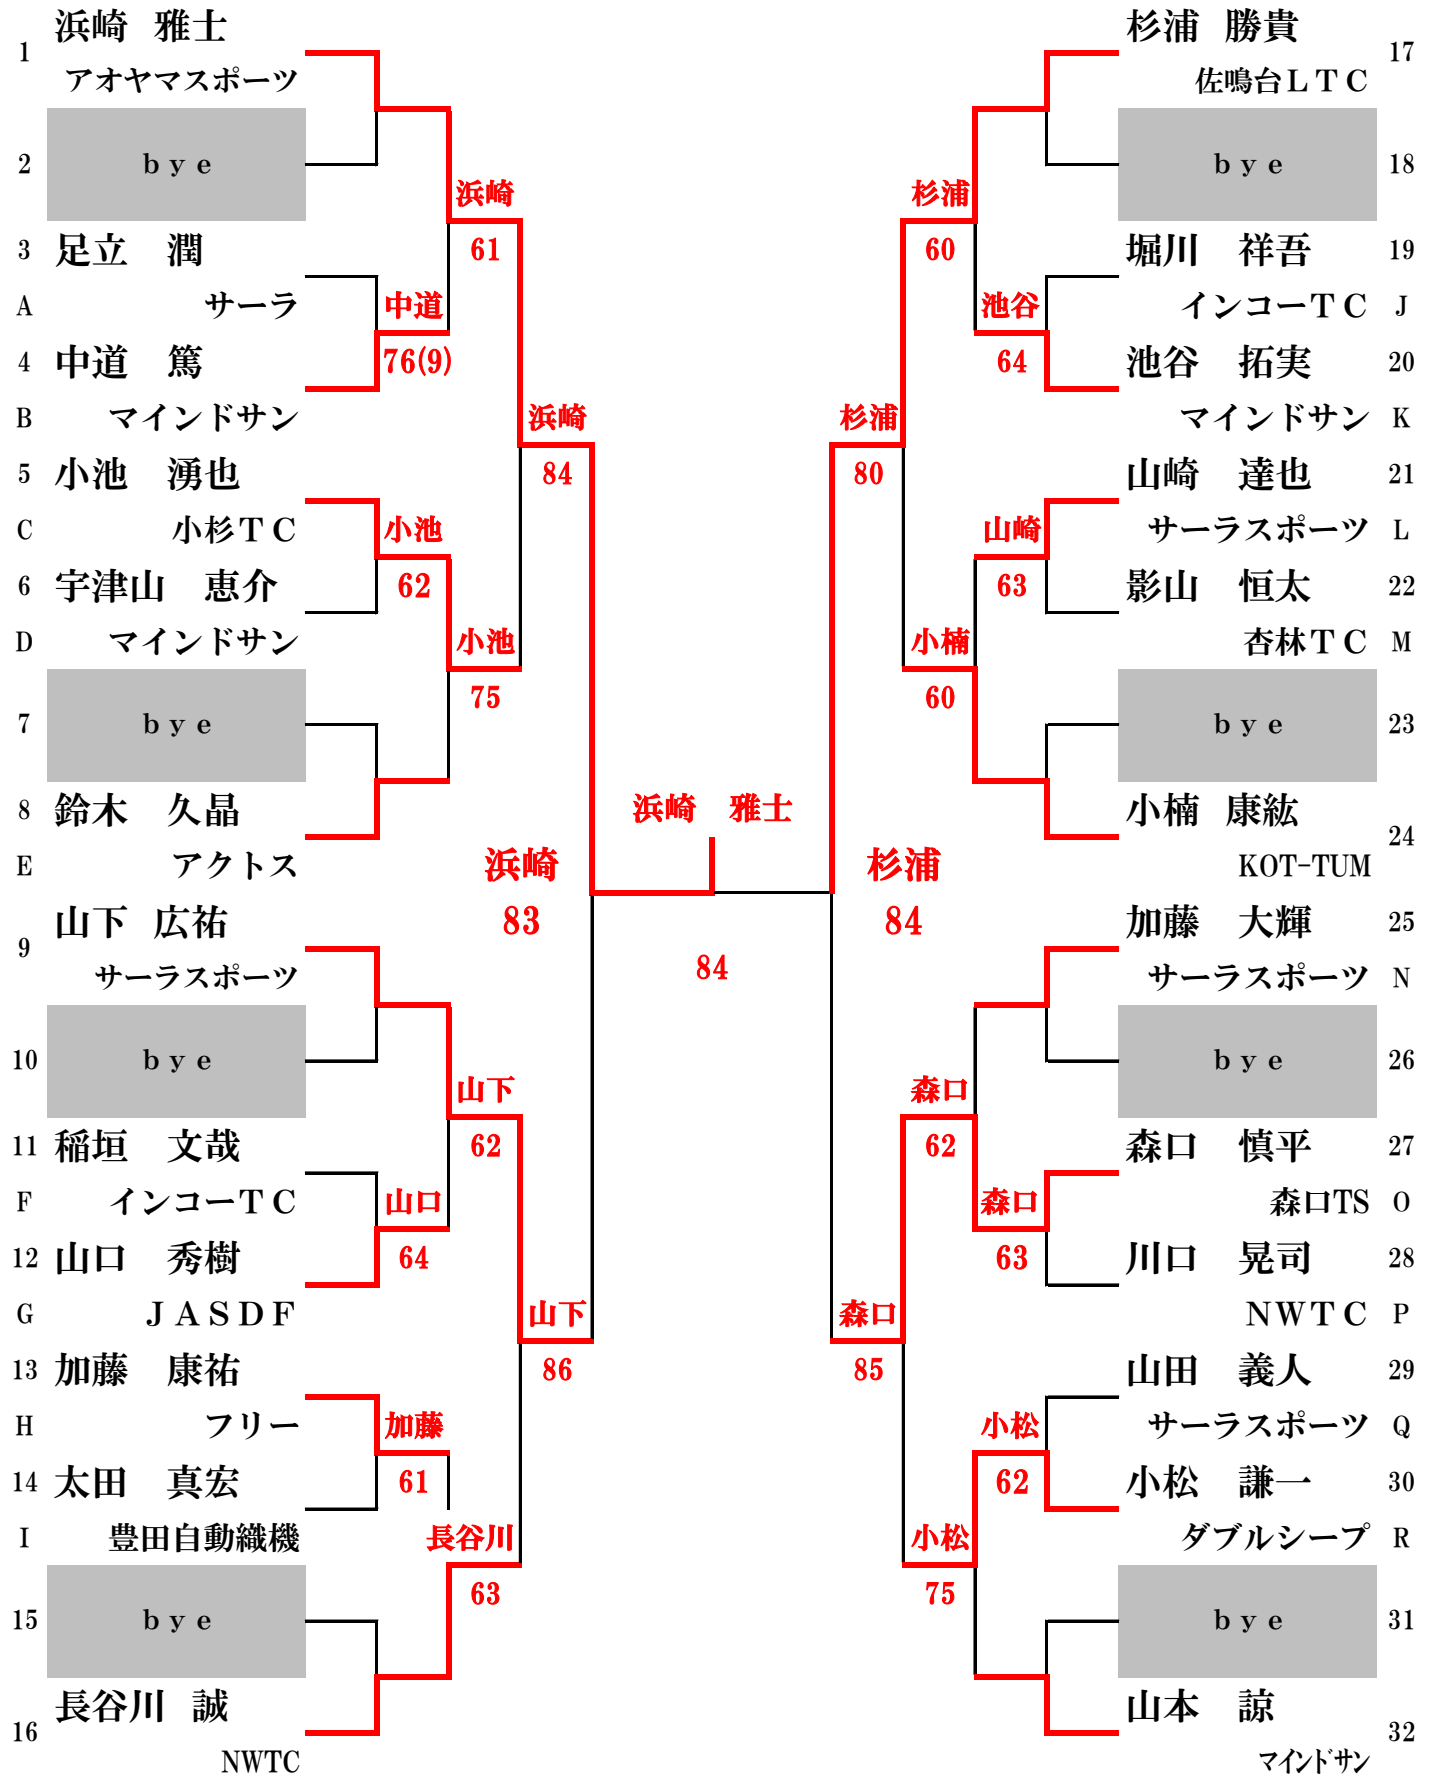 浜崎 雅士
1
アオヤマスポーツ
2 ｂｙｅ
浜崎
3 足立 潤
61
A サーラ
中道
4 中道 篤
76(9)
B マインドサン
浜崎
5 小池 湧也
84
C 小杉ＴＣ
小池
6 宇津山 恵介
62
D マインドサン
小池
75
7 ｂｙｅ
8 鈴木 久晶
E アクトス
山下 広祐
9
サーラスポーツ
10 ｂｙｅ
山下
11 稲垣 文哉
62
F インコーＴＣ
山口
12 山口 秀樹
64
G ＪＡＳＤＦ
山下
13 加藤 康祐
86
H フリー
加藤
14 太田 真宏
61
I 豊田自動織機
長谷川
63
15 ｂｙｅ
長谷川 誠
16
NWTC
浜崎 雅士
浜崎
83
84
杉浦
84
杉浦 勝貴
17
佐鳴台ＬＴＣ
ｂｙｅ 18
杉浦
堀川 祥吾 19
60
インコーＴＣ J
池谷
池谷 拓実 20
64
マインドサン K
杉浦
山崎 達也 21
80
サーラスポーツ L
山崎
影山 恒太 22
63
杏林ＴＣ M
小楠
60
ｂｙｅ 23
小楠 康紘
24
KOT-TUM
加藤 大輝 25
サーラスポーツ N
ｂｙｅ 26
森口
森口 慎平 27
62
森口TS O
森口
川口 晃司 28
63
ＮＷＴＣ P
森口
山田 義人 29
85
サーラスポーツ Q
小松
小松 謙一 30
62
ダブルシープ R
小松
75
ｂｙｅ 31
山本 諒
32
マインドサン